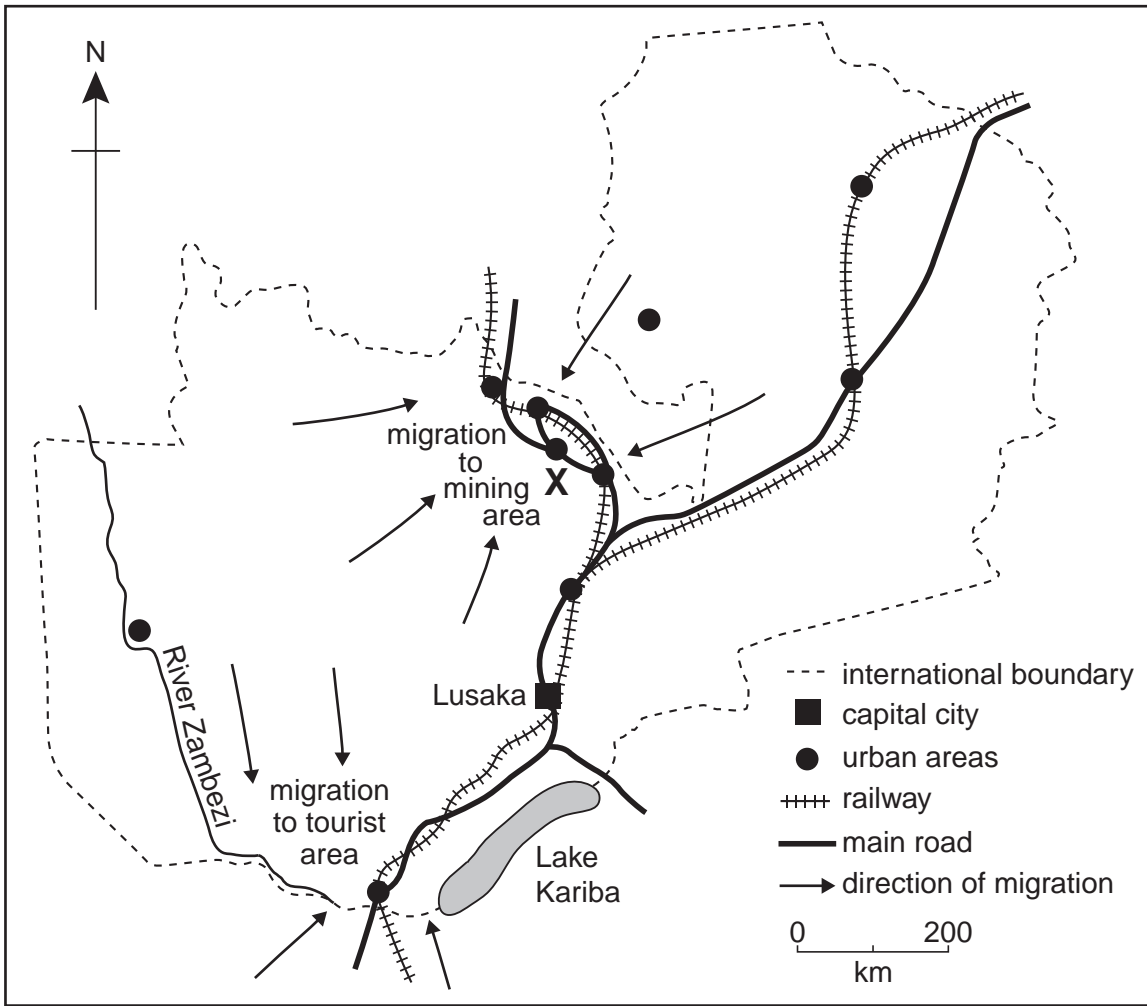 N
migration
to
mining
area
X
River Zambezi
Lusaka
migration
to tourist
area
Lake
Kariba
international boundary
capital city
urban areas
railway
main road
direction of migration
0 200
km